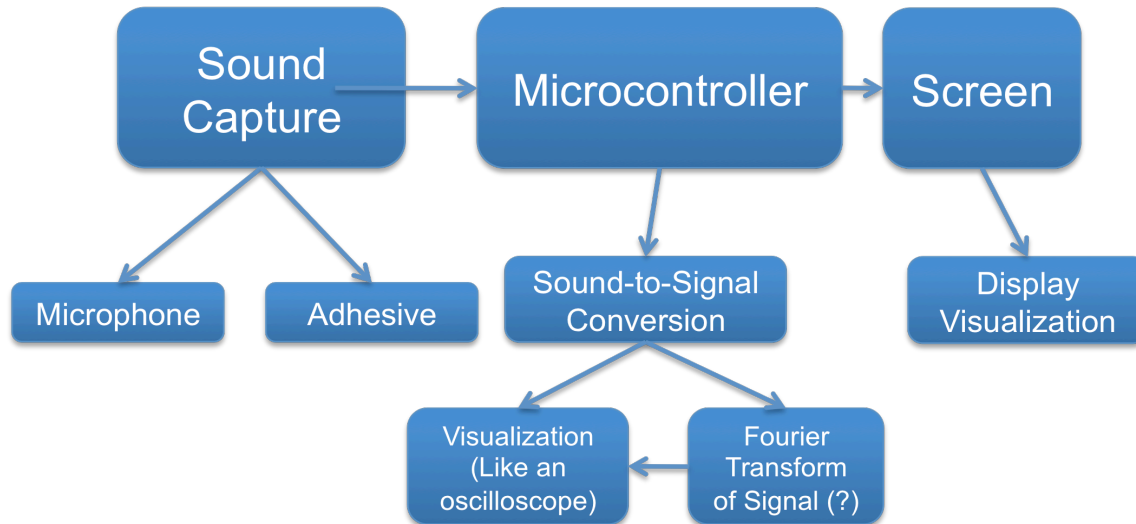 Sound
Capture
Microcontroller
Screen
Microphone
Adhesive
Sound-to-Signal
Conversion
Display
Visualization
Visualization
(Like an
oscilloscope)
Fourier
Transform
of Signal (?)